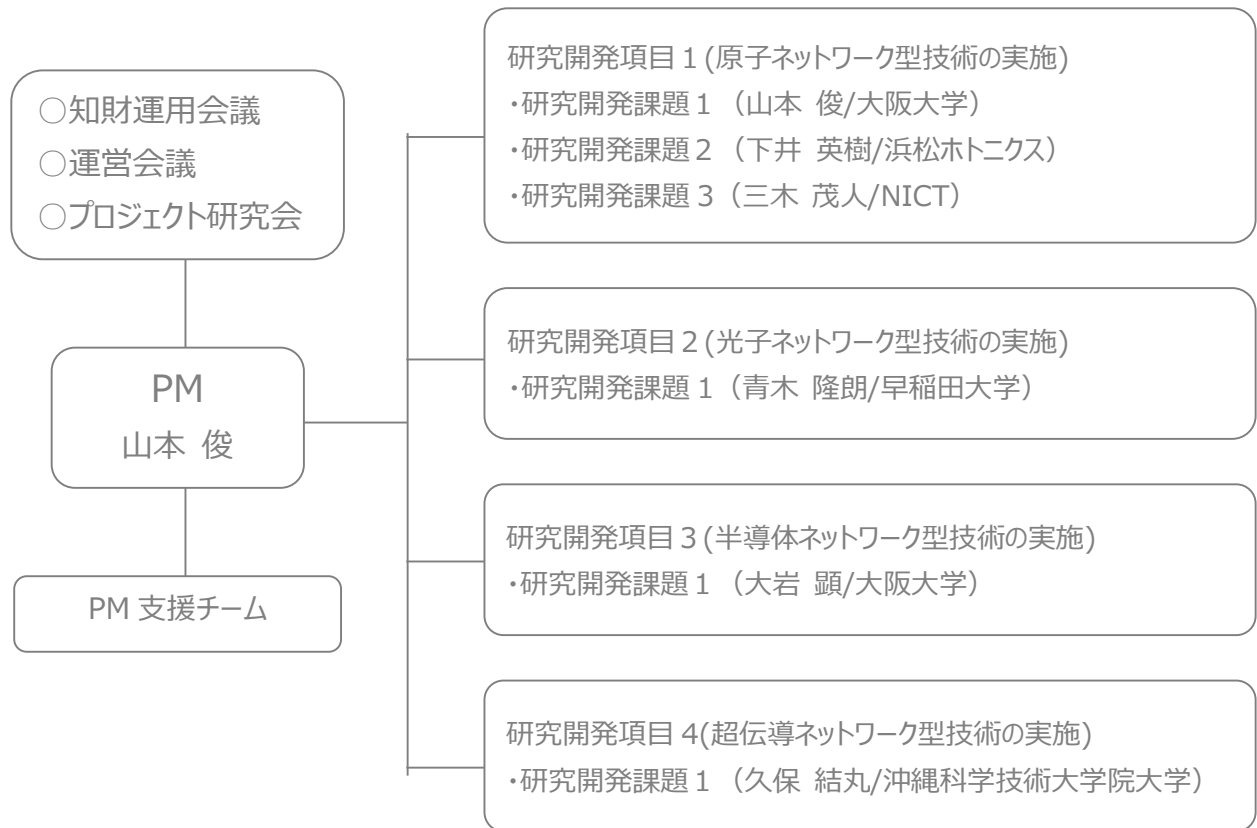 ○知財運用会議
○運営会議
○プロジェクト研究会
PM
山本 俊
PM 支援チーム
研究開発項目1(原子ネットワーク型技術の実施)
・研究開発課題1（山本 俊/大阪大学）
・研究開発課題2（下井 英樹/浜松ホトニクス）
・研究開発課題3（三木 茂人/NICT）
研究開発項目2(光子ネットワーク型技術の実施)
・研究開発課題1（青木 隆朗/早稲田大学）
研究開発項目3(半導体ネットワーク型技術の実施)
・研究開発課題1（大岩 顕/大阪大学）
研究開発項目4(超伝導ネットワーク型技術の実施)
・研究開発課題1（久保 結丸/沖縄科学技術大学院大学）